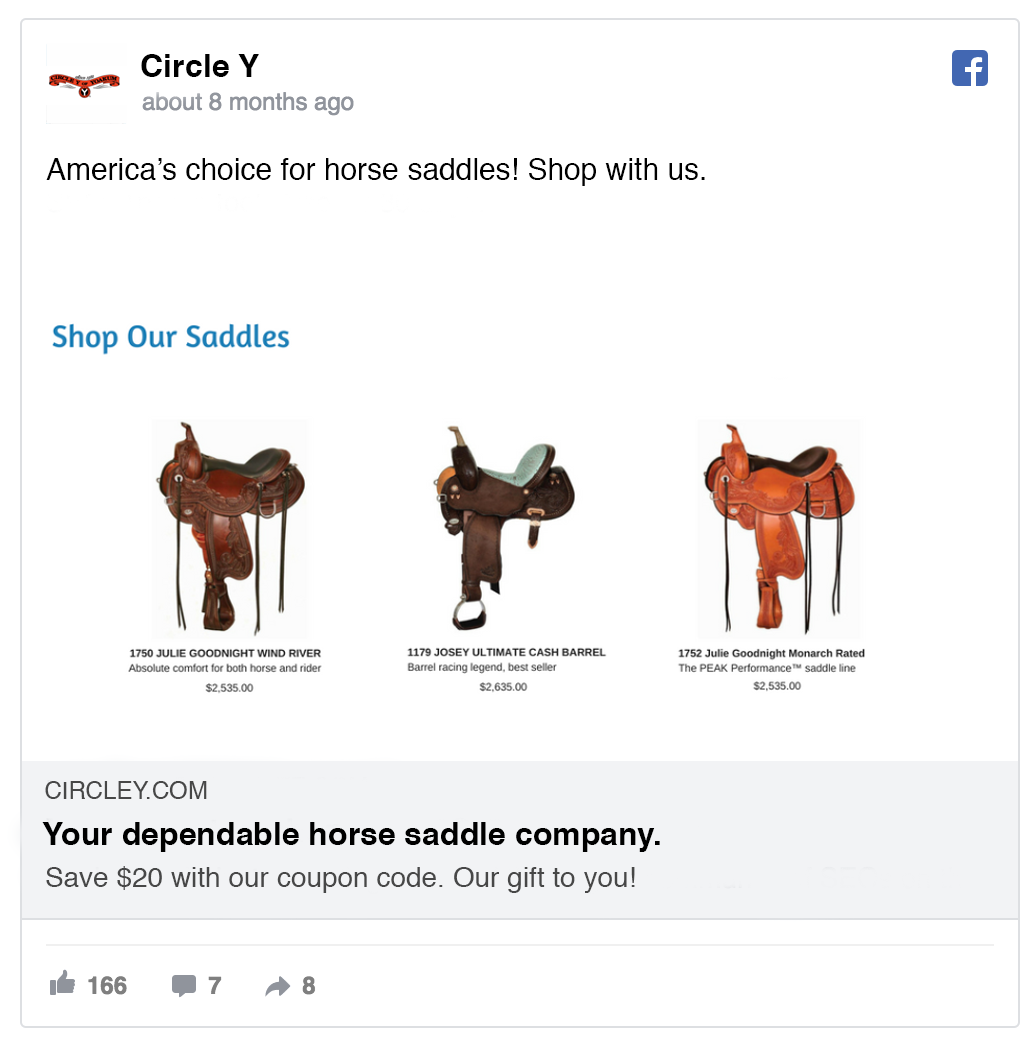 Circle Y
about 8 months ago
America’s choice for horse saddles! Shop with us.
Shop Our Saddles
1750 JULIE GOODNIGHT WIND RIVER
Absolute comfort for both horse and rider
$2,535.00
1179 JOSEY ULTIMATE CASH BARREL
Barrel racing legend, best seller
$2,635.00
1752 Julie Goodnight Monarch Rated
The PEAK Performance™ saddle line
$2,535.00
CIRCLEY.COM
Your dependable horse saddle company.
Save $20 with our coupon code. Our gift to you!
166 7 8